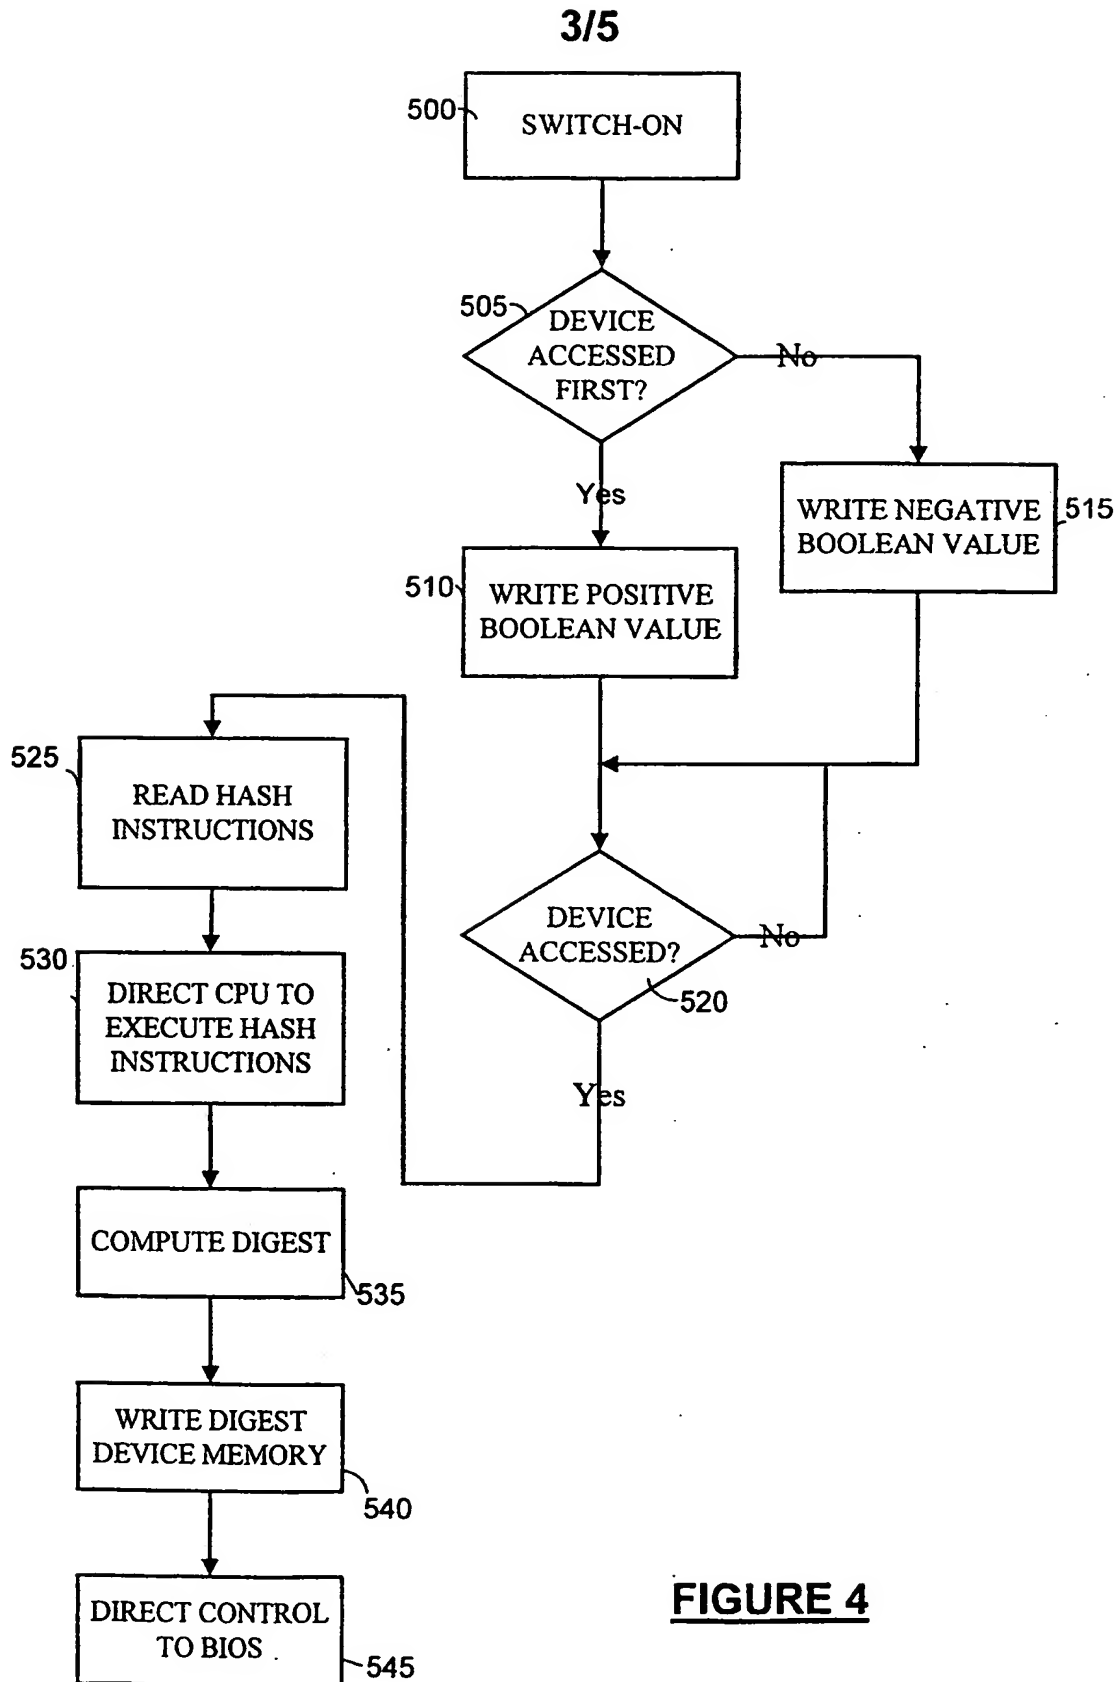 3/5
500
SWITCH-ON
505
DEVICE
ACCESSED
FIRST?
No
Yes
WRITE NEGATIVE
BOOLEAN VALUE
515
510
WRITE POSITIVE
BOOLEAN VALUE
525
READ HASH
INSTRUCTIONS
DEVICE
ACCESSED?
No
520
530
DIRECT CPU TO
EXECUTE HASH
INSTRUCTIONS
Yes
COMPUTE DIGEST
535
WRITE DIGEST
DEVICE MEMORY
540
DIRECT CONTROL
TO BIOS
545
FIGURE 4